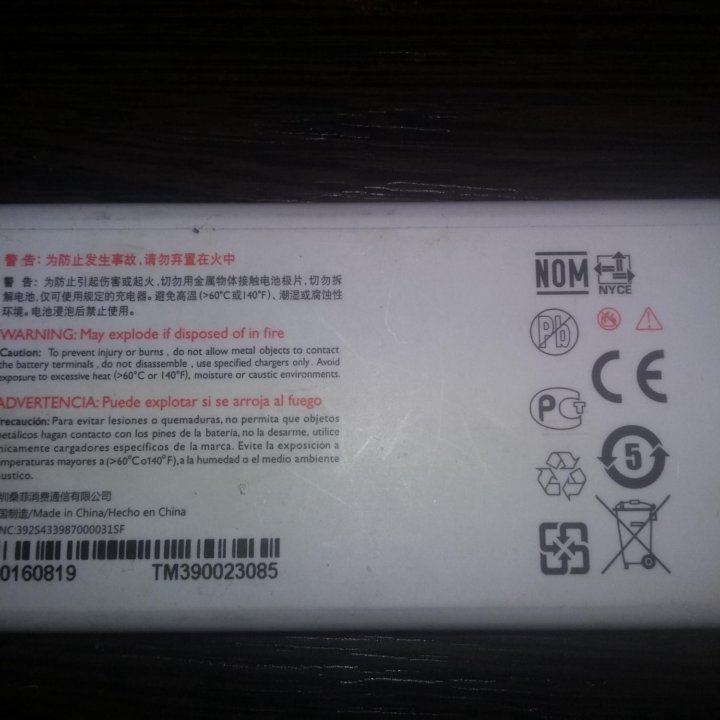 警 告: 为防止发生事故, 请勿弃置在火中
警 告: 为防止引起伤害或起火, 切勿用金属物体接触电池极片, 切勿拆
解电池, 仅可使用规定的充电器。避免高温 (>60°C或140°F)、潮湿或腐蚀性
环境。电池浸泡后禁止使用。
WARNING: May explode if disposed of in fire
Caution: To prevent injury or burns , do not allow metal objects to contact
the battery terminals , do not disassemble , use specified chargers only. Avoid
exposure to excessive heat (>60°C or 140°F), moisture or caustic environments.
ADVERTENCIA: Puede explotar si se arroja al fuego
recaución: Para evitar lesiones o quemaduras, no permita que objetos
etálicos hagan contacto con los pines de la batería, no la desarme, utilice
nicamente cargadores específicos de la marca. Evite la exposición a
mperaturas mayores a (>60°C o140°F),a la humedad o el medio ambiente
ustico.
圳桑菲消费通信有限公司
国制造/Made in China/Hecho en China
NC:392S433987000031SF
0160819 TM390023085
NOM
NYCE
Pb
PCT
CE
5